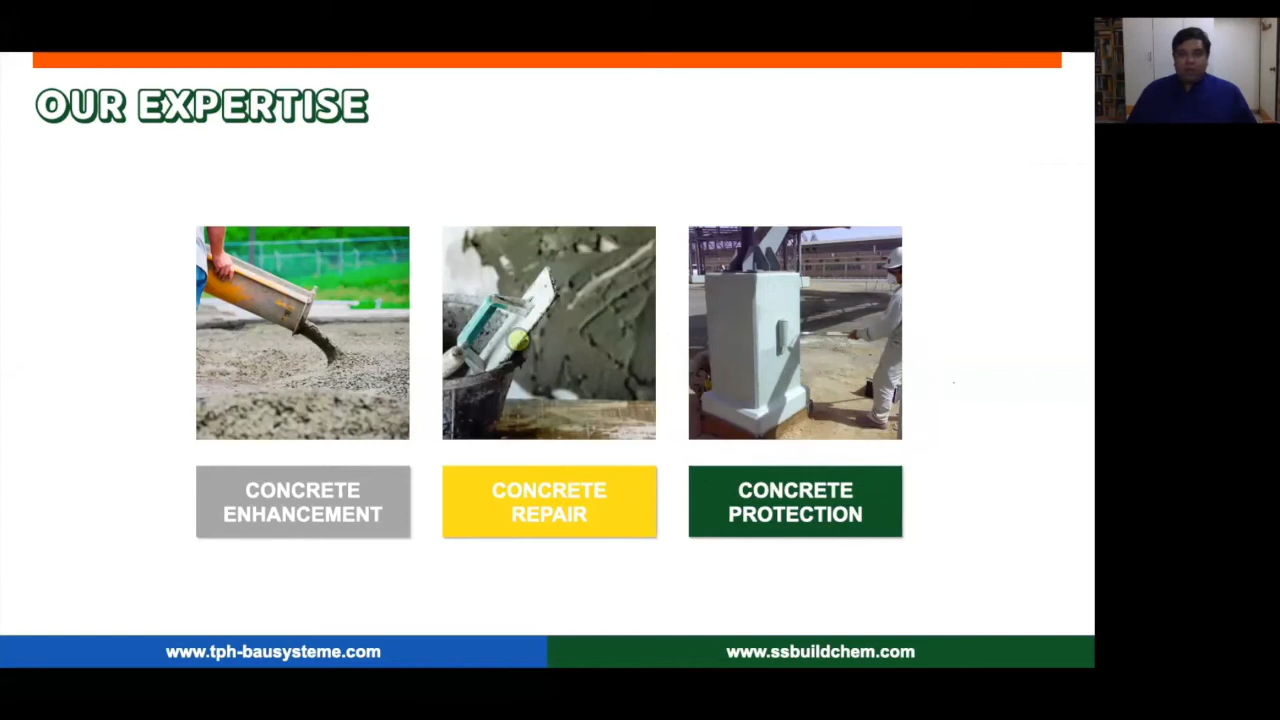 OUR EXPERTISE
CONCRETE
ENHANCEMENT
CONCRETE
REPAIR
CONCRETE
PROTECTION
www.tph-bausysteme.com
www.ssbuildchem.com